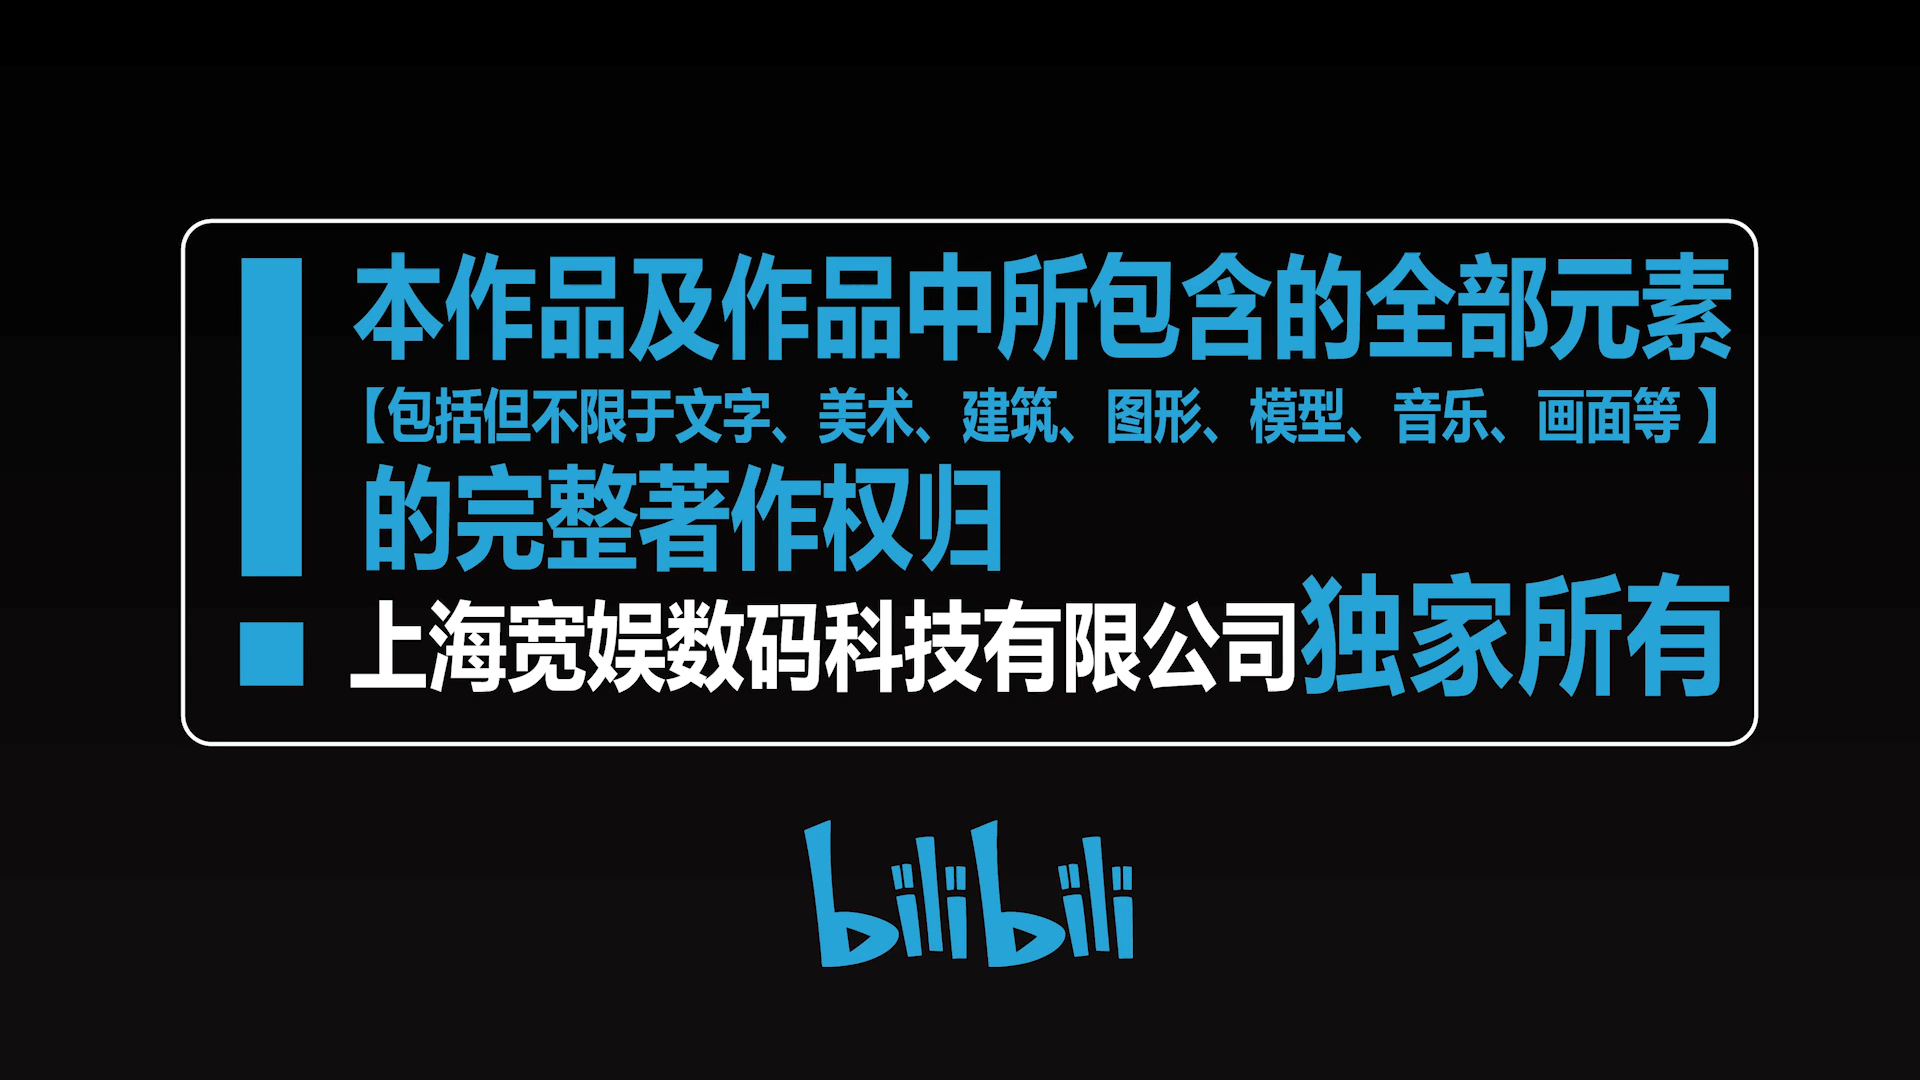 本作品及作品中所包含的全部元素
【包括但不限于文字、美术、建筑、图形、模型、音乐、画面等 】
的完整著作权归
上海宽娱数码科技有限公司独家所有
bilibili